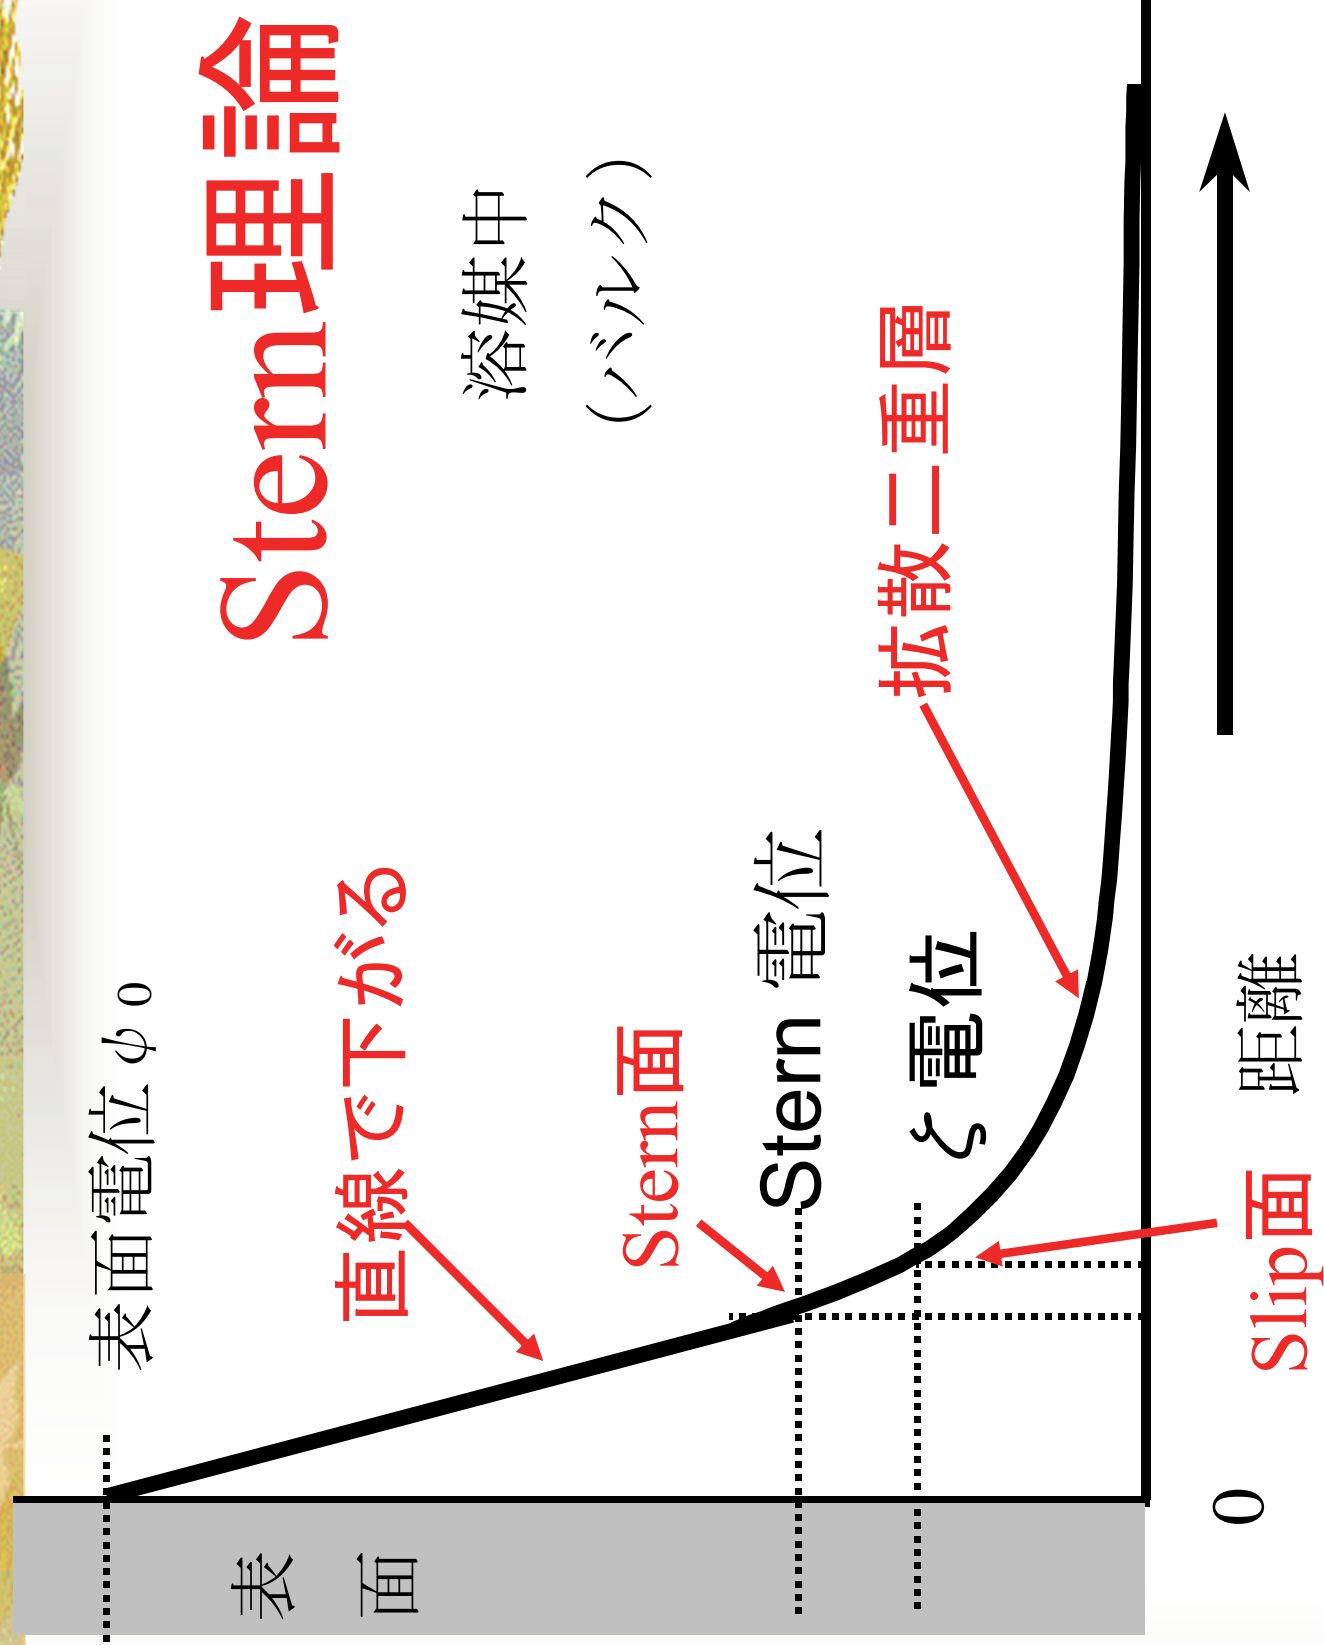 Stern理論
表面電位 ψ0
溶媒中
(バルク)
直線で下がる
Stern面
Stern 電位
ζ電位
拡散二重層
表面
0
Slip面
距離